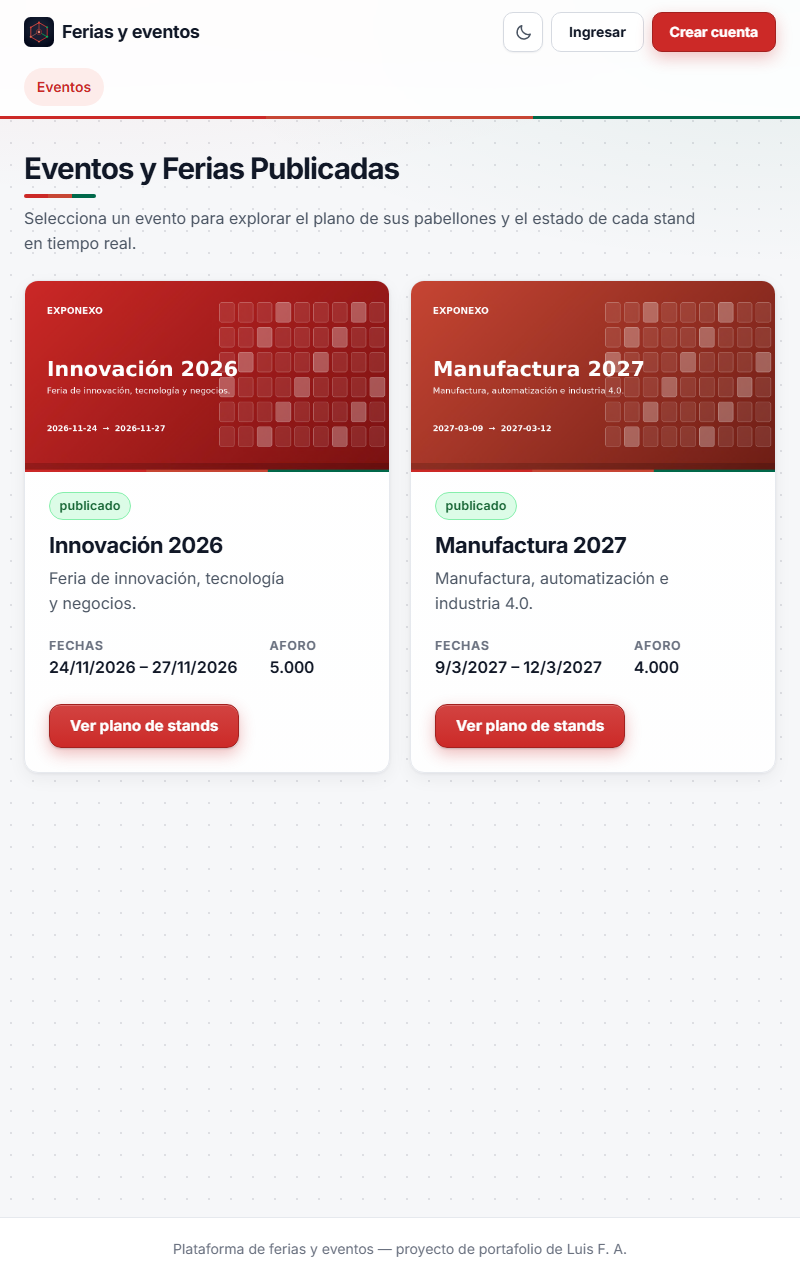 Ferias y eventos
Ingresar
Crear cuenta
Eventos
Eventos y Ferias Publicadas
Selecciona un evento para explorar el plano de sus pabellones y el estado de cada stand
en tiempo real.
EXPONEXO
Innovación 2026
Feria de innovación, tecnología y negocios.
2026-11-24 → 2026-11-27
publicado
Innovación 2026
Feria de innovación, tecnología
y negocios.
FECHAS
24/11/2026 – 27/11/2026
AFORO
5.000
Ver plano de stands
EXPONEXO
Manufactura 2027
Manufactura, automatización e industria 4.0.
2027-03-09 → 2027-03-12
publicado
Manufactura 2027
Manufactura, automatización e
industria 4.0.
FECHAS
9/3/2027 – 12/3/2027
AFORO
4.000
Ver plano de stands
Plataforma de ferias y eventos — proyecto de portafolio de Luis F. A.